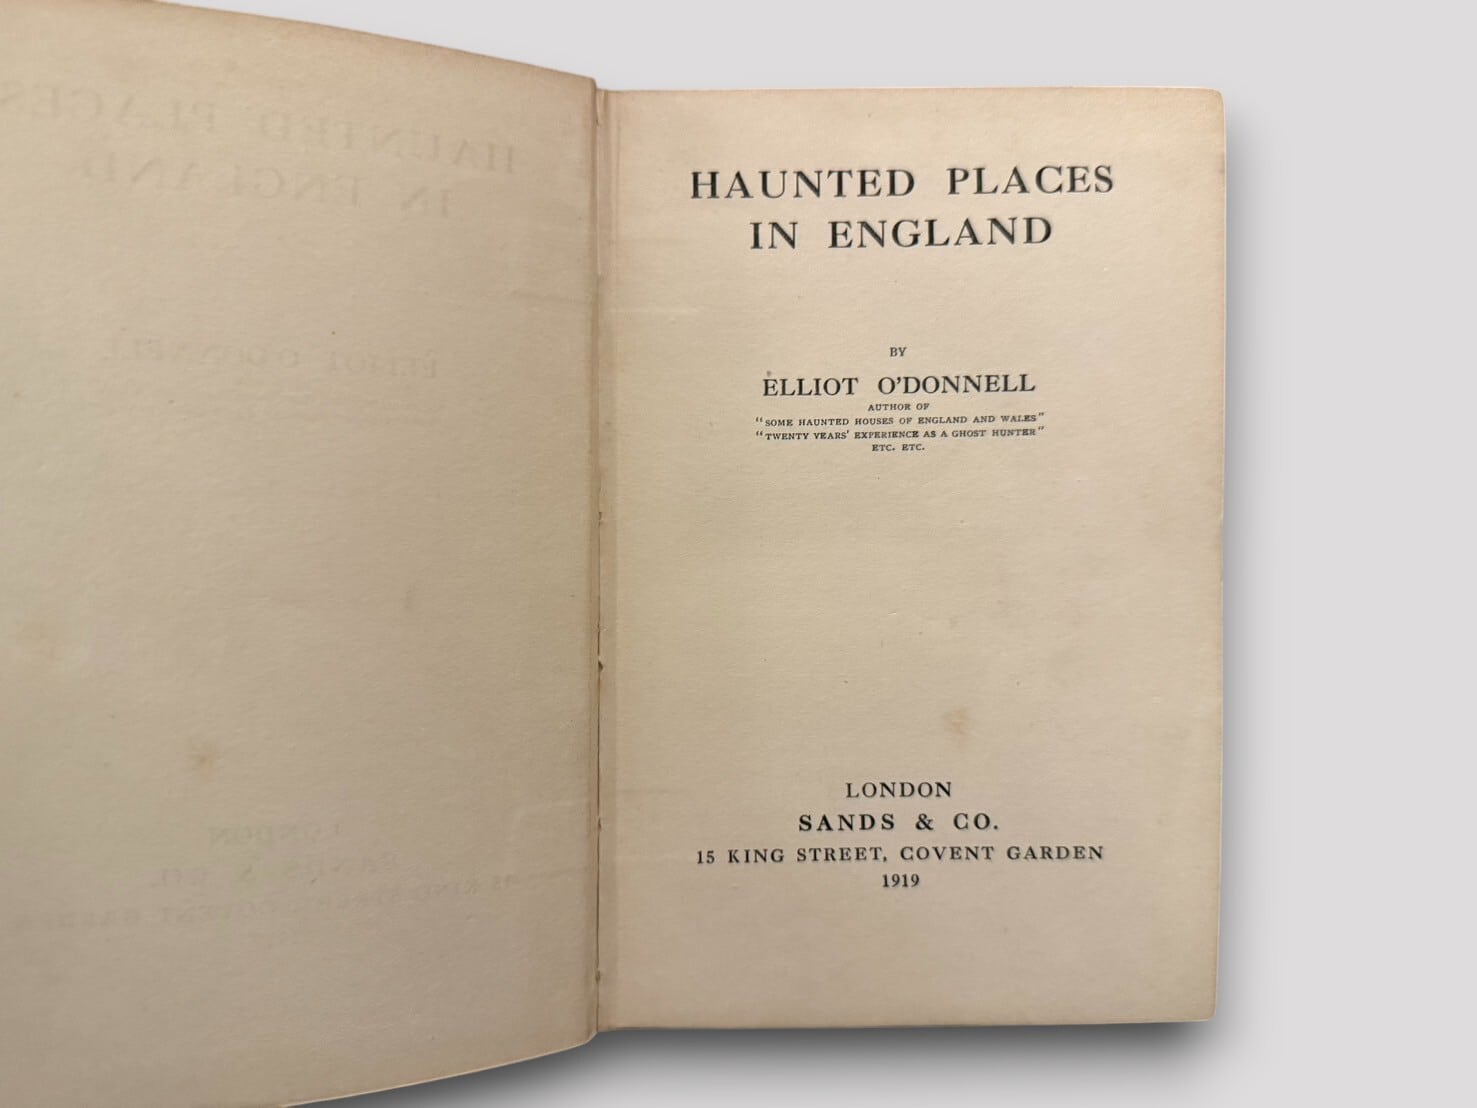 HAUNTED PLACES
IN ENGLAND
BY
ELLIOT O'DONNELL
AUTHOR OF
"SOME HAUNTED HOUSES OF ENGLAND AND WALES"
"TWENTY YEARS' EXPERIENCE AS A GHOST HUNTER"
ETC. ETC.
LONDON
SANDS & CO.
15 KING STREET, COVENT GARDEN
1919